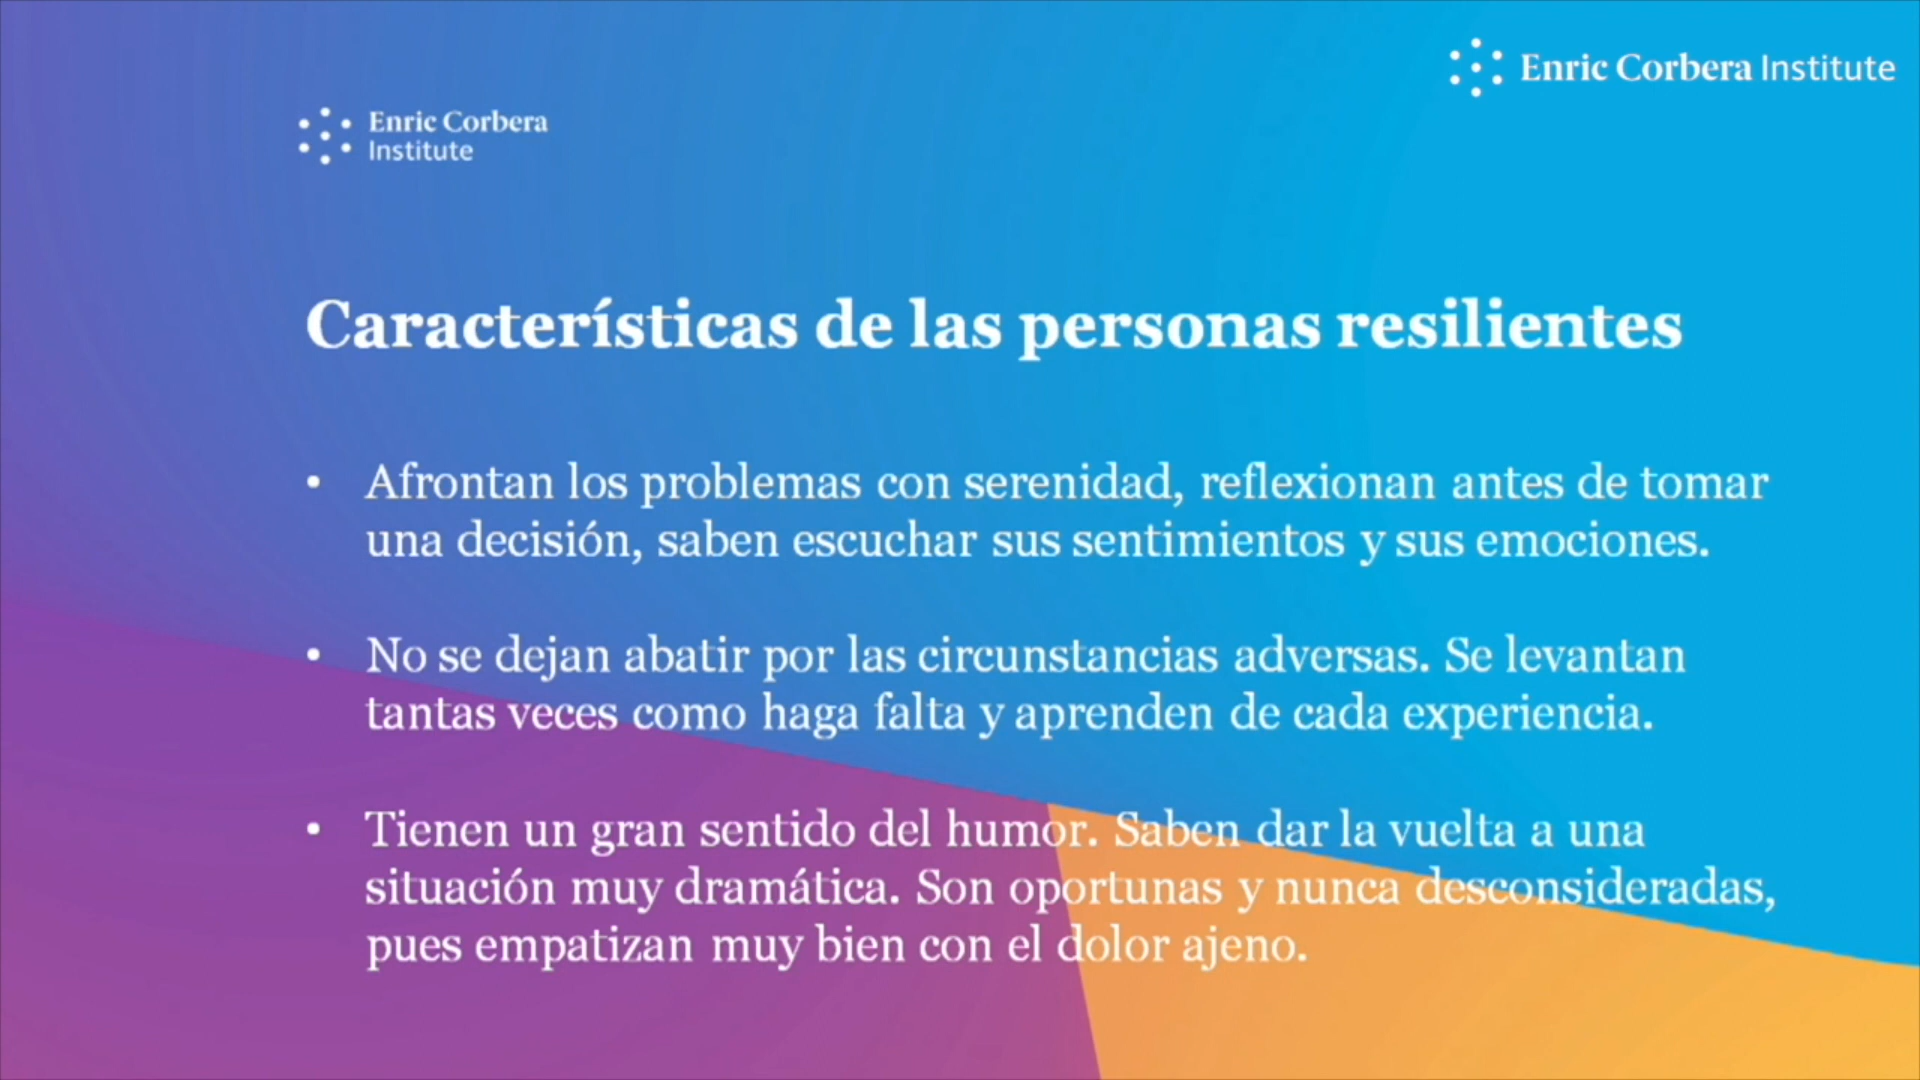 Enric Corbera Institute
Enric Corbera
Institute
Características de las personas resilientes
• Afrontan los problemas con serenidad, reflexionan antes de tomar
una decisión, saben escuchar sus sentimientos y sus emociones.
• No se dejan abatir por las circunstancias adversas. Se levantan
tantas veces como haga falta y aprenden de cada experiencia.
• Tienen un gran sentido del humor. Saben dar la vuelta a una
situación muy dramática. Son oportunas y nunca desconsideradas,
pues empatizan muy bien con el dolor ajeno.